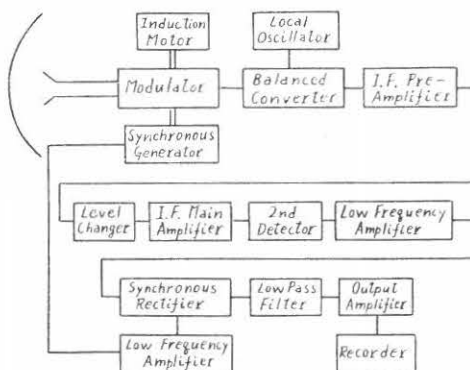 Induction
Motor
Local
Oscillator
Modulator
Balanced
Converter
I.F. Pre-
Amplifier
Synchronous
Generator
Level
Changer
I.F. Main
Amplifier
2nd
Detector
Low Frequency
Amplifier
Synchronous
Rectifier
Low Pass
Filter
Output
Amplifier
Low Frequency
Amplifier
Recorder